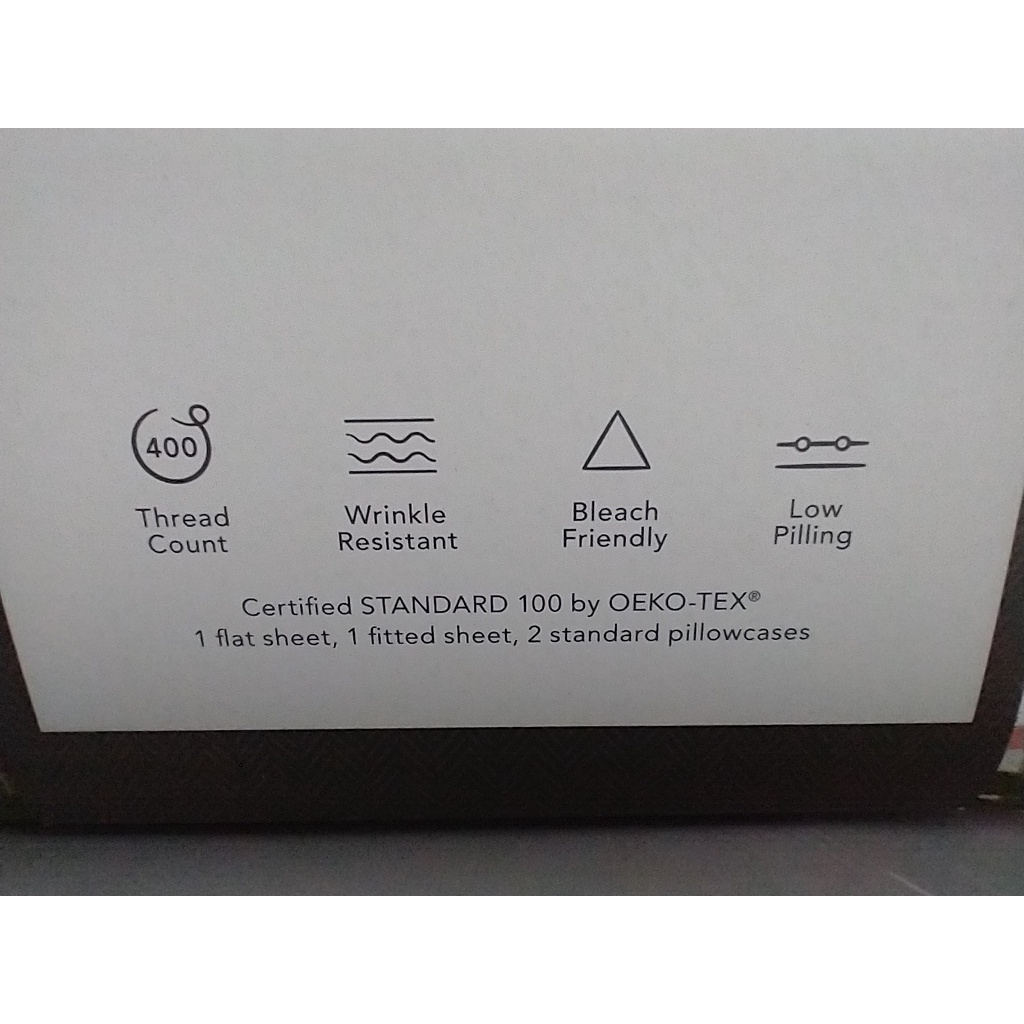 400
Thread
Count
Wrinkle
Resistant
Bleach
Friendly
Low
Pilling
Certified STANDARD 100 by OEKO-TEX®
1 flat sheet, 1 fitted sheet, 2 standard pillowcases